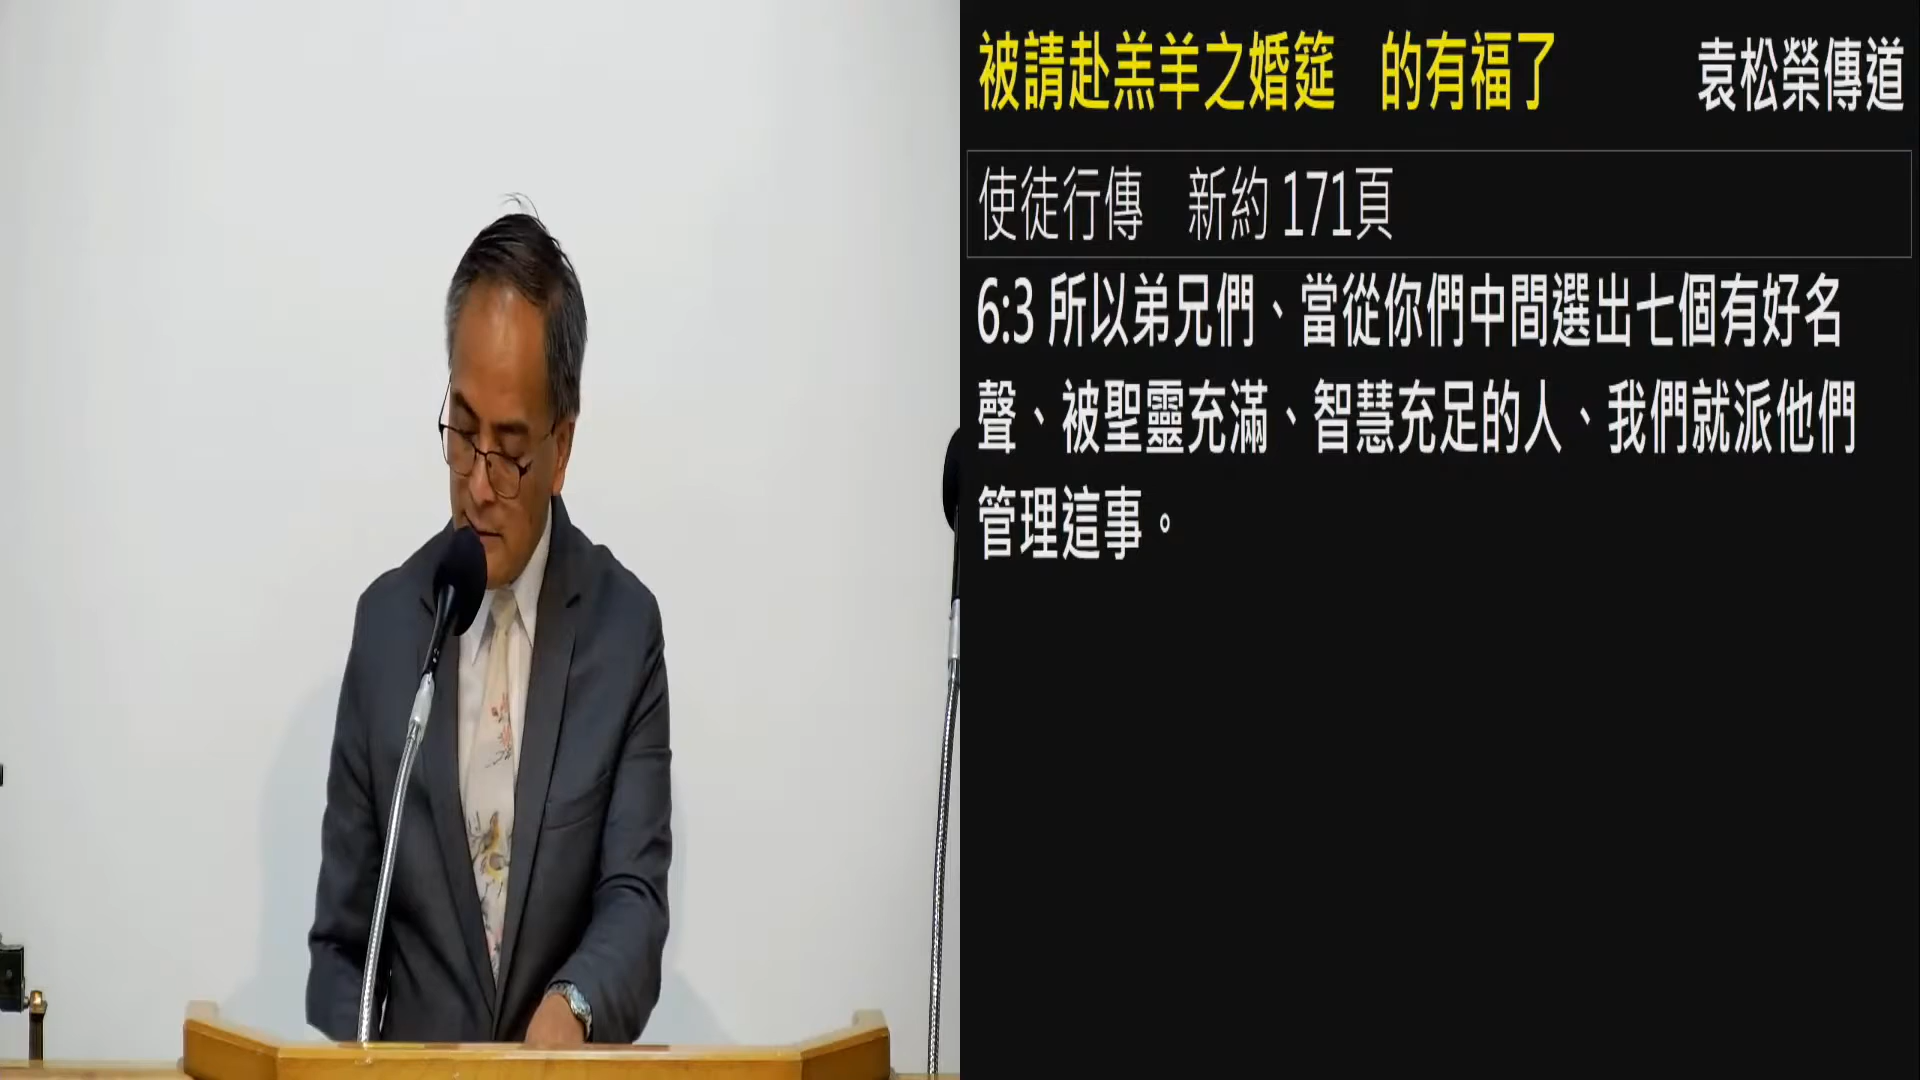 被請赴羔羊之婚筵　的有福了　袁松榮傳道
使徒行傳　新約 171頁
6:3 所以弟兄們、當從你們中間選出七個有好名
聲、被聖靈充滿、智慧充足的人、我們就派他們
管理這事。